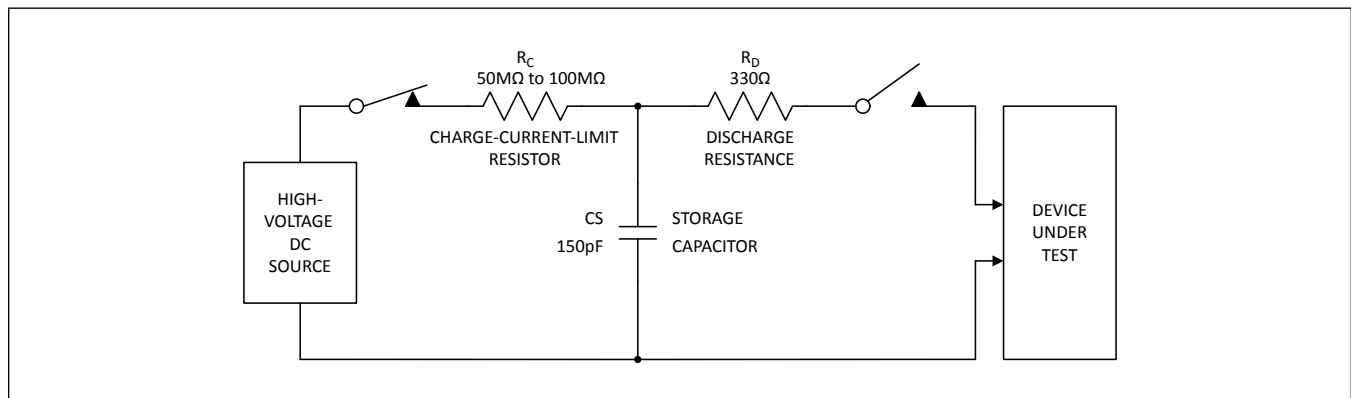 R_C
50MΩ to 100MΩ
CHARGE-CURRENT-LIMIT
RESISTOR
R_D
330Ω
DISCHARGE
RESISTANCE
HIGH-
VOLTAGE
DC
SOURCE
CS
150pF
STORAGE
CAPACITOR
DEVICE
UNDER
TEST